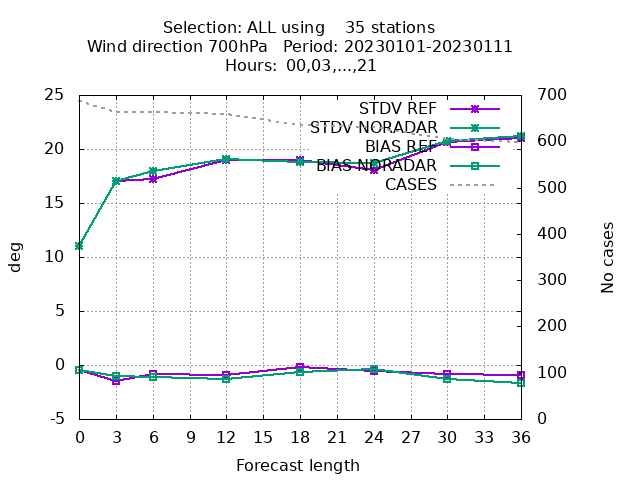 Selection: ALL using 35 stations
Wind direction 700hPa Period: 20230101-20230111
Hours: 00,03,...,21
25
20
15
10
5
0
-5
deg
700
600
500
400
300
200
100
0
No cases
STDV REF
STDV NORADAR
BIAS REF
BIAS NORADAR
CASES
0 3 6 9 12 15 18 21 24 27 30 33 36
Forecast length